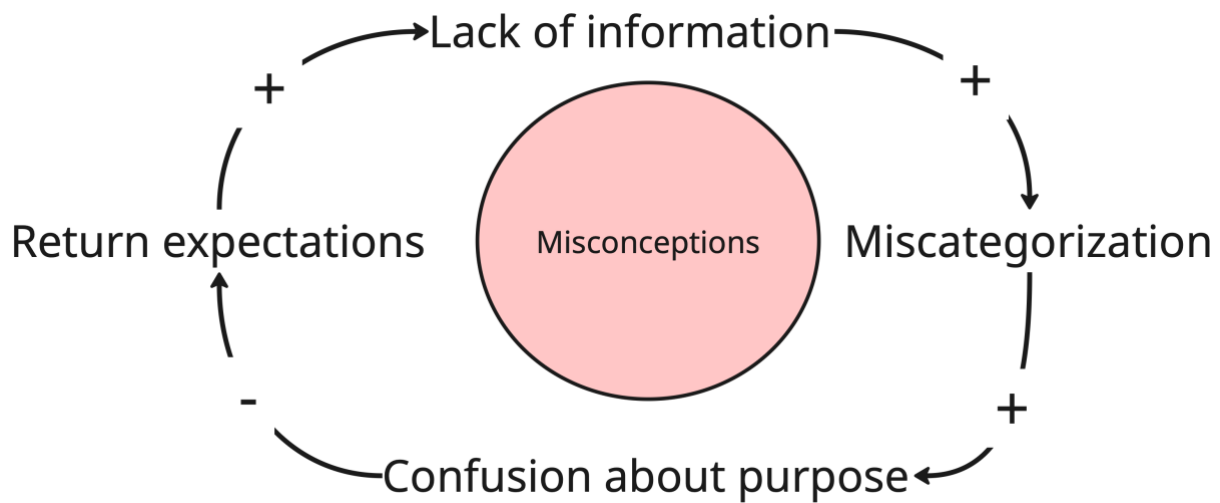 Lack of information
+
+
Return expectations
Misconceptions
Miscategorization
-
+
Confusion about purpose